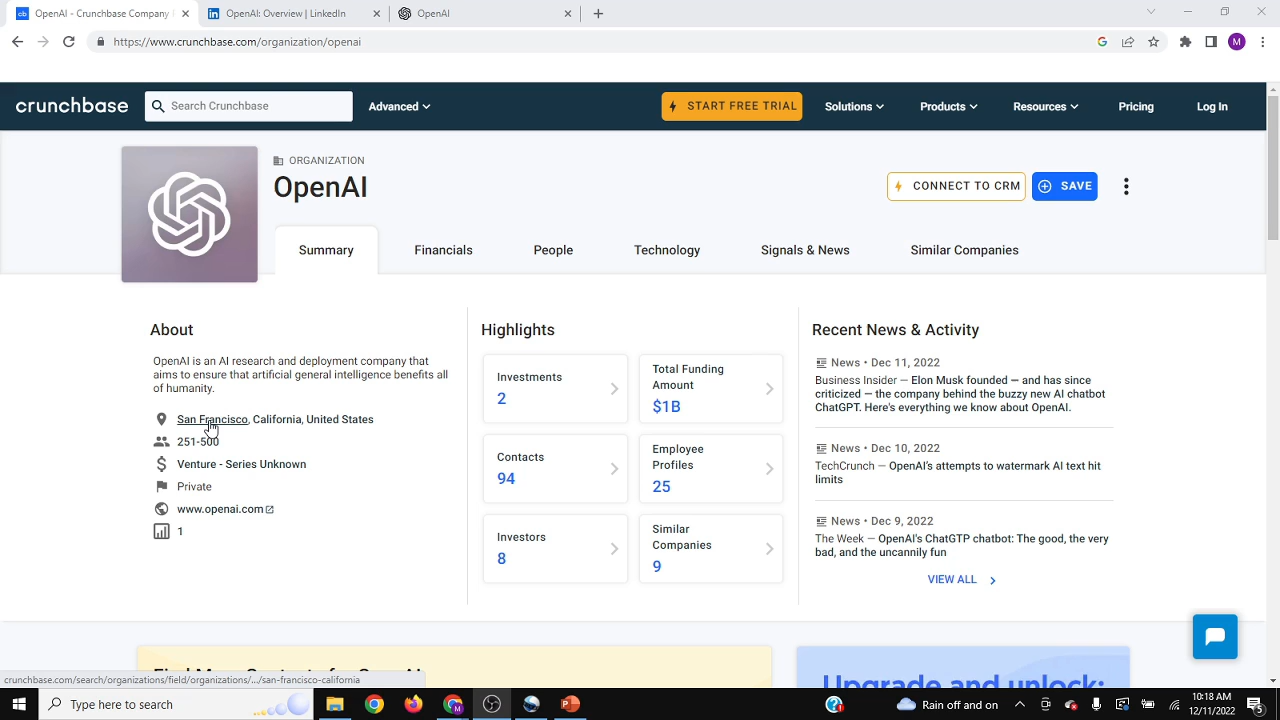 OpenAI - Crunchbase Company
OpenAI: Overview | LinkedIn
OpenAI
https://www.crunchbase.com/organization/openai
crunchbase
Search Crunchbase
Advanced
START FREE TRIAL
Solutions
Products
Resources
Pricing
Log In
ORGANIZATION
OpenAI
CONNECT TO CRM
SAVE
Summary
Financials
People
Technology
Signals & News
Similar Companies
About
OpenAI is an AI research and deployment company that
aims to ensure that artificial general intelligence benefits all
of humanity.
San Francisco, California, United States
251-500
Venture - Series Unknown
Private
www.openai.com
1
Highlights
Investments
2
Total Funding
Amount
$1B
Contacts
94
Employee
Profiles
25
Investors
8
Similar
Companies
9
Recent News & Activity
News • Dec 11, 2022
Business Insider — Elon Musk founded — and has since
criticized — the company behind the buzzy new AI chatbot
ChatGPT. Here's everything we know about OpenAI.
News • Dec 10, 2022
TechCrunch — OpenAI's attempts to watermark AI text hit
limits
News • Dec 9, 2022
The Week — OpenAI's ChatGTP chatbot: The good, the very
bad, and the uncannily fun
VIEW ALL
Find More Contacts for OpenAI
Upgrade and unlock:
crunchbase.com/search/organizations/field/organizations/.../san-francisco-california
Type here to search
Rain off and on
10:18 AM
12/11/2022